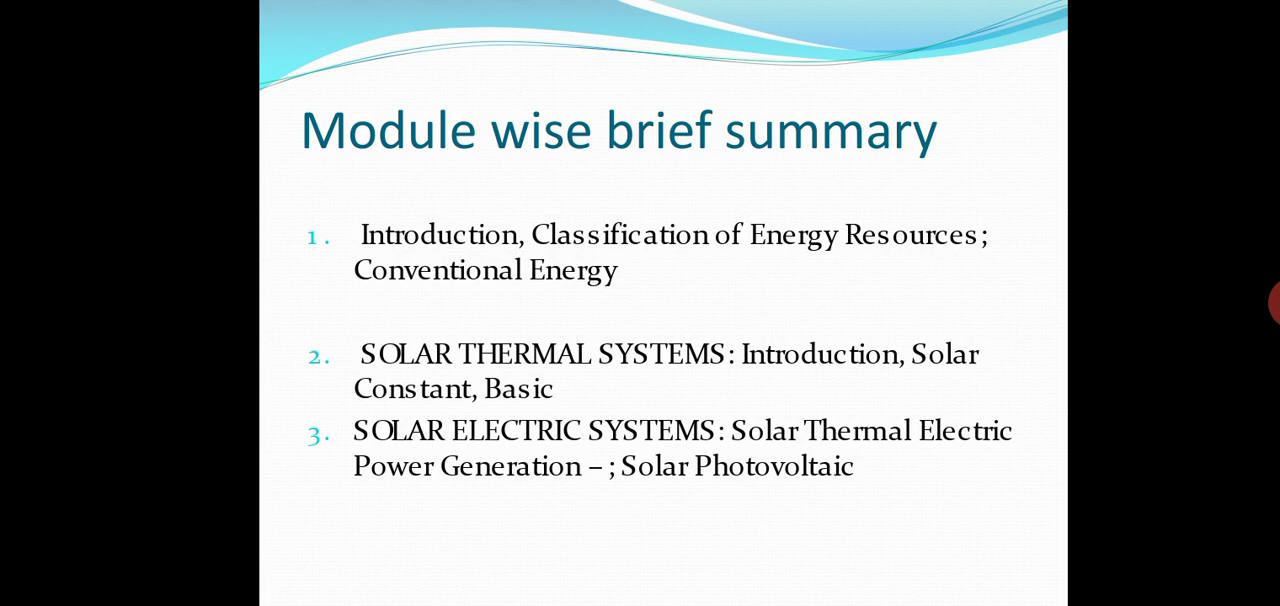 Module wise brief summary
1. Introduction, Classification of Energy Resources;
Conventional Energy
2. SOLAR THERMAL SYSTEMS: Introduction, Solar
Constant, Basic
3. SOLAR ELECTRIC SYSTEMS: Solar Thermal Electric
Power Generation – ; Solar Photovoltaic